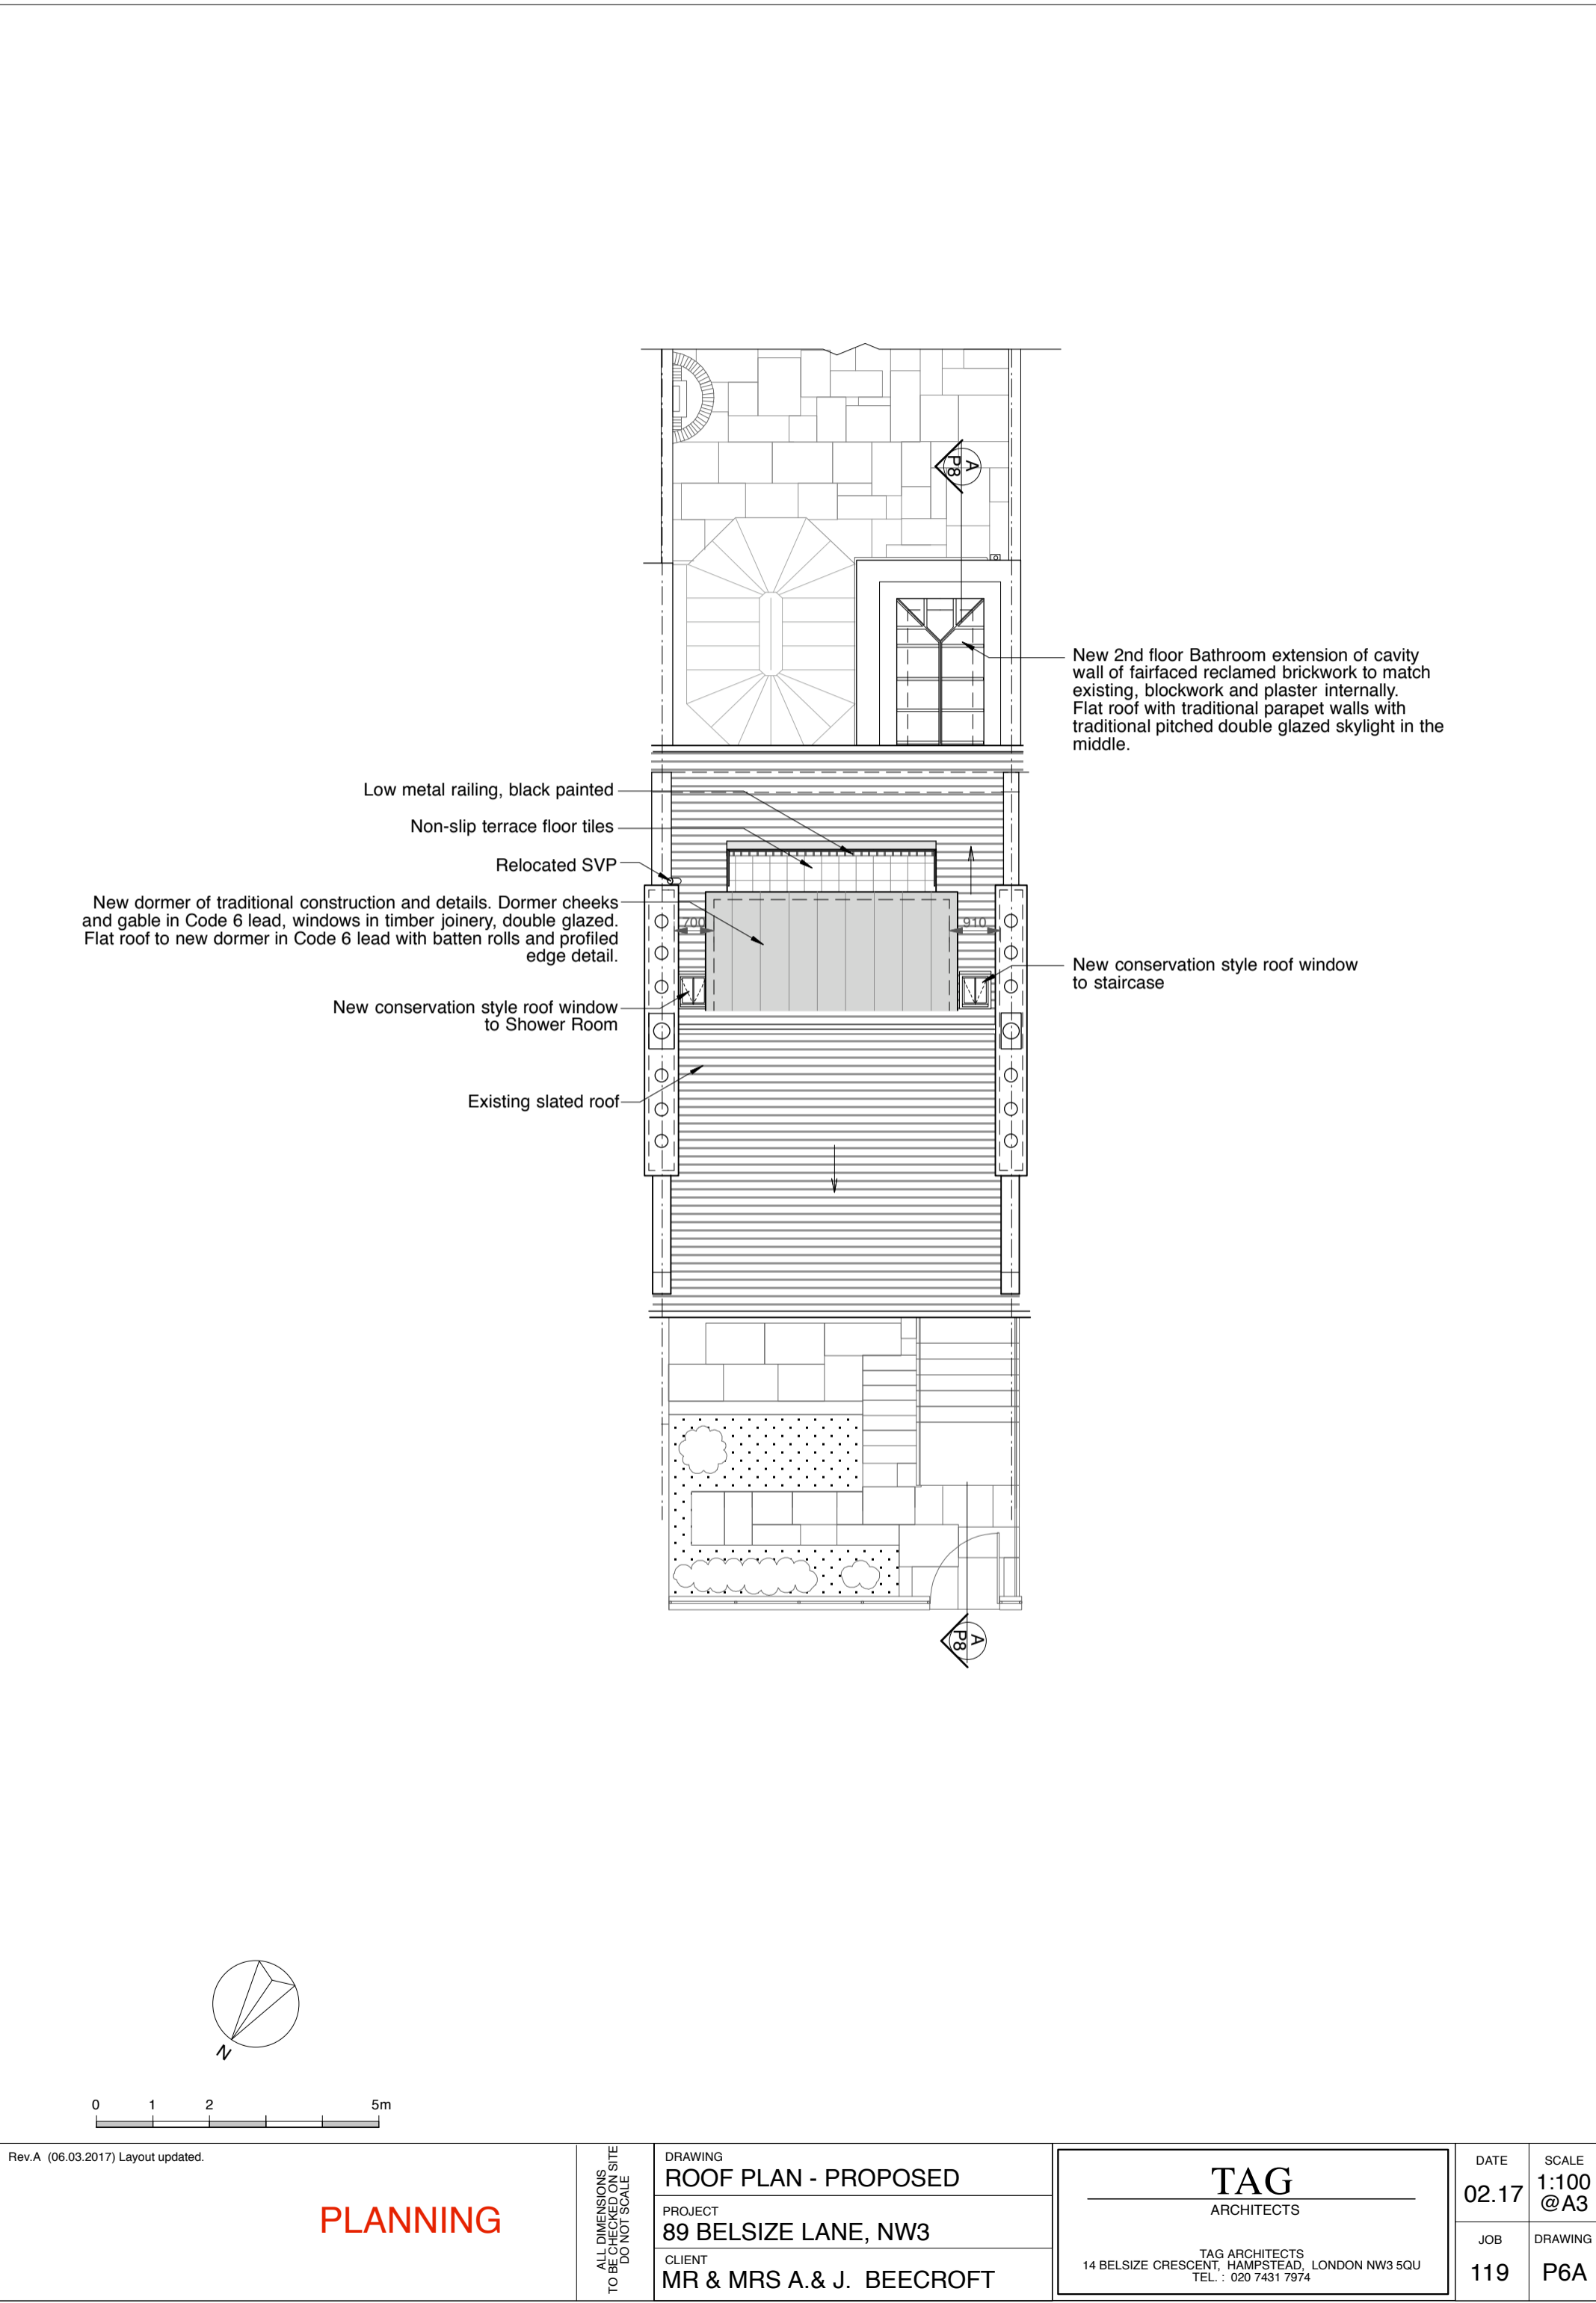 A
P8
New 2nd floor Bathroom extension of cavity
wall of fairfaced reclamed brickwork to match
existing, blockwork and plaster internally.
Flat roof with traditional parapet walls with
traditional pitched double glazed skylight in the
middle.
Low metal railing, black painted
Non-slip terrace floor tiles
Relocated SVP
New dormer of traditional construction and details. Dormer cheeks
and gable in Code 6 lead, windows in timber joinery, double glazed.
Flat roof to new dormer in Code 6 lead with batten rolls and profiled
edge detail.
700
910
New conservation style roof window
to staircase
New conservation style roof window
to Shower Room
Existing slated roof
A
P8
N
0 1 2 5m
Rev.A (06.03.2017) Layout updated.
PLANNING
ALL DIMENSIONS
TO BE CHECKED ON SITE
DO NOT SCALE
DRAWING
ROOF PLAN - PROPOSED
PROJECT
89 BELSIZE LANE, NW3
CLIENT
MR & MRS A.& J. BEECROFT
TAG
ARCHITECTS
TAG ARCHITECTS
14 BELSIZE CRESCENT, HAMPSTEAD, LONDON NW3 5QU
TEL. : 020 7431 7974
DATE
02.17
SCALE
1:100
@A3
JOB
119
DRAWING
P6A